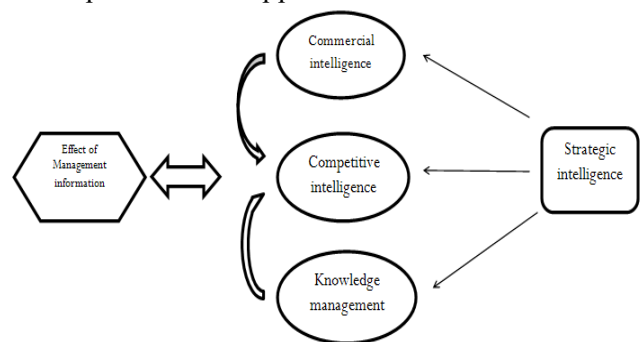 Commercial
intelligence
Effect of
Management
information
Competitive
intelligence
Strategic
intelligence
Knowledge
management